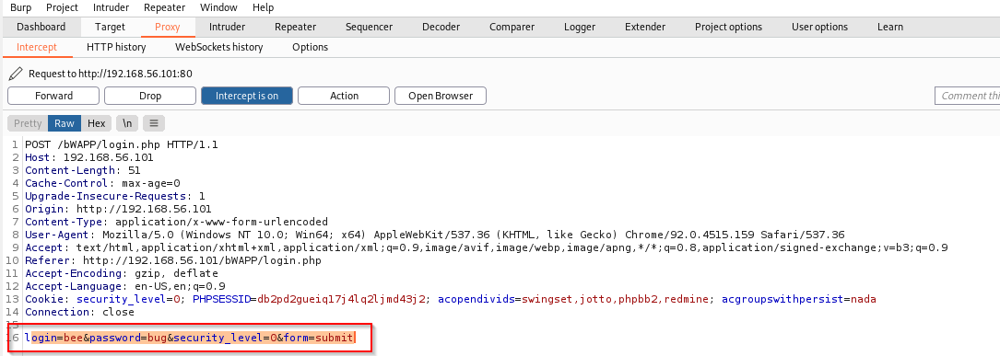 Burp Project Intruder Repeater Window Help
Dashboard Target Proxy Intruder Repeater Sequencer Decoder Comparer Logger Extender Project options User options Learn
Intercept HTTP history WebSockets history Options
Request to http://192.168.56.101:80
Forward Drop Intercept is on Action Open Browser Comment thi
Pretty Raw Hex \n ≡
1 POST /bWAPP/login.php HTTP/1.1
2 Host: 192.168.56.101
3 Content-Length: 51
4 Cache-Control: max-age=0
5 Upgrade-Insecure-Requests: 1
6 Origin: http://192.168.56.101
7 Content-Type: application/x-www-form-urlencoded
8 User-Agent: Mozilla/5.0 (Windows NT 10.0; Win64; x64) AppleWebKit/537.36 (KHTML, like Gecko) Chrome/92.0.4515.159 Safari/537.36
9 Accept: text/html,application/xhtml+xml,application/xml;q=0.9,image/avif,image/webp,image/apng,*/*;q=0.8,application/signed-exchange;v=b3;q=0.9
10 Referer: http://192.168.56.101/bWAPP/login.php
11 Accept-Encoding: gzip, deflate
12 Accept-Language: en-US,en;q=0.9
13 Cookie: security_level=0; PHPSESSID=db2pd2gueiq17j4lq2ljmd43j2; acopendivids=swingset,jotto,phpbb2,redmine; acgroupswithpersist=nada
14 Connection: close
15
16 login=bee&password=bug&security_level=0&form=submit